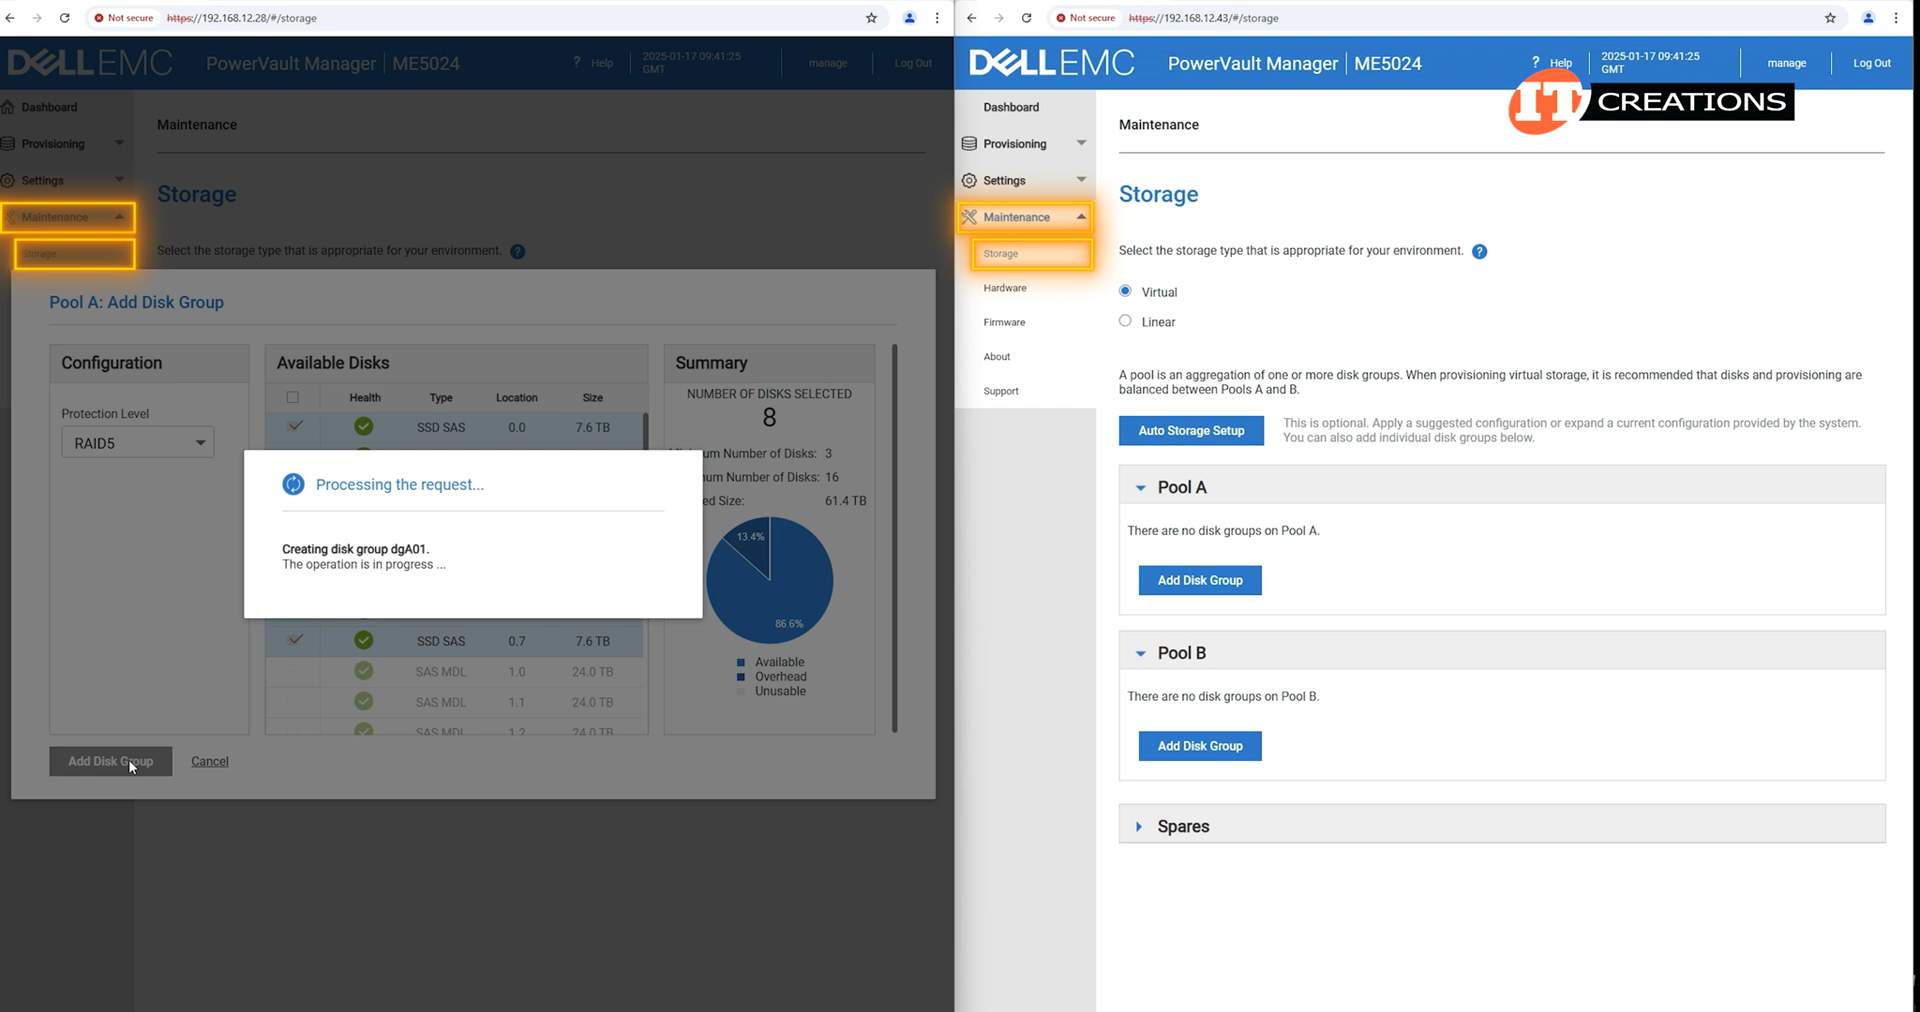 Not secure
https://192.168.12.28/#/storage
DELLEMC
PowerVault Manager
ME5024
? Help
2025-01-17 09:41:25
GMT
manage
Log Out
Dashboard
Provisioning
Settings
Maintenance
Storage
Maintenance
Storage
Select the storage type that is appropriate for your environment. ?
Pool A: Add Disk Group
Configuration
Protection Level
RAID5
Available Disks
Health Type Location Size
SSD SAS 0.0 7.6 TB
SSD SAS 0.7 7.6 TB
SAS MDL 1.0 24.0 TB
SAS MDL 1.1 24.0 TB
SAS MDL 1.2 24.0 TB
Summary
NUMBER OF DISKS SELECTED
8
um Number of Disks: 3
um Number of Disks: 16
ed Size: 61.4 TB
13.4%
86.6%
Available
Overhead
Unusable
Processing the request...
Creating disk group dgA01.
The operation is in progress ...
Add Disk Group
Cancel
Not secure
https://192.168.12.43/#/storage
DELLEMC
PowerVault Manager
ME5024
? Help
2025-01-17 09:41:25
GMT
manage
Log Out
IT CREATIONS
Dashboard
Provisioning
Settings
Maintenance
Storage
Hardware
Firmware
About
Support
Maintenance
Storage
Select the storage type that is appropriate for your environment. ?
Virtual
Linear
A pool is an aggregation of one or more disk groups. When provisioning virtual storage, it is recommended that disks and provisioning are
balanced between Pools A and B.
Auto Storage Setup
This is optional. Apply a suggested configuration or expand a current configuration provided by the system.
You can also add individual disk groups below.
Pool A
There are no disk groups on Pool A.
Add Disk Group
Pool B
There are no disk groups on Pool B.
Add Disk Group
Spares